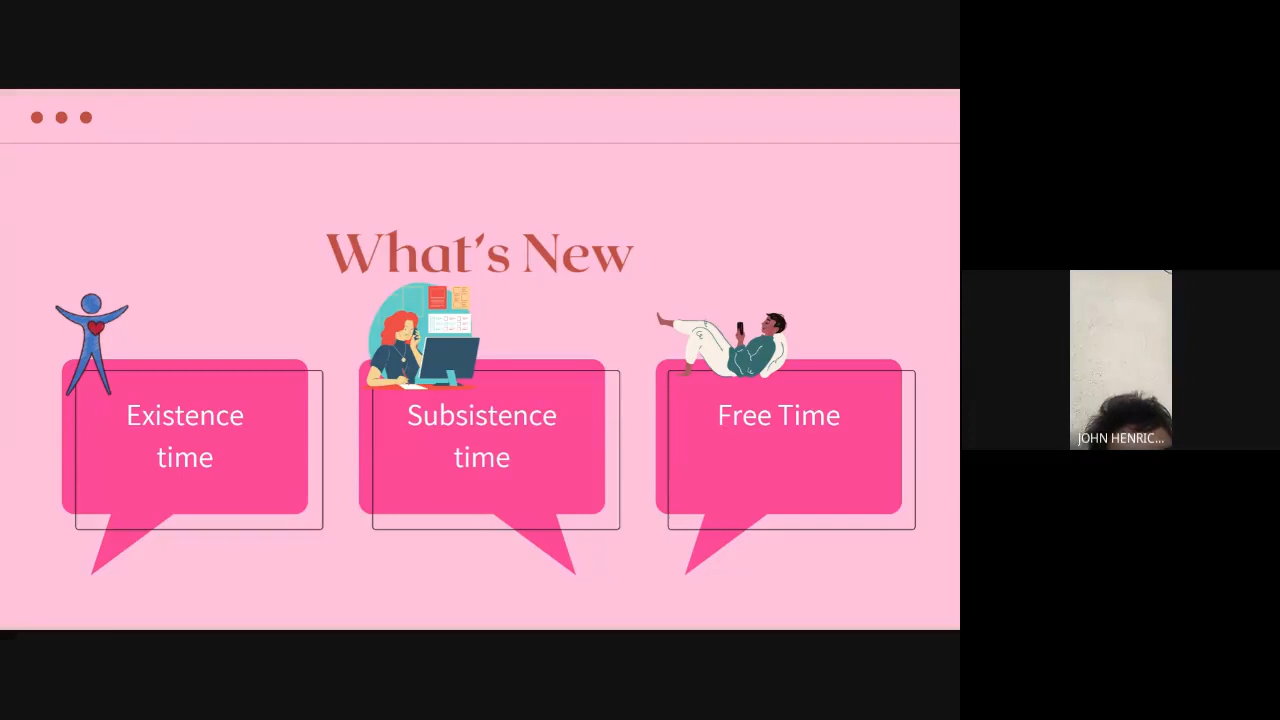 What's New
Existence
time
Subsistence
time
Free Time
JOHN HENRIC...